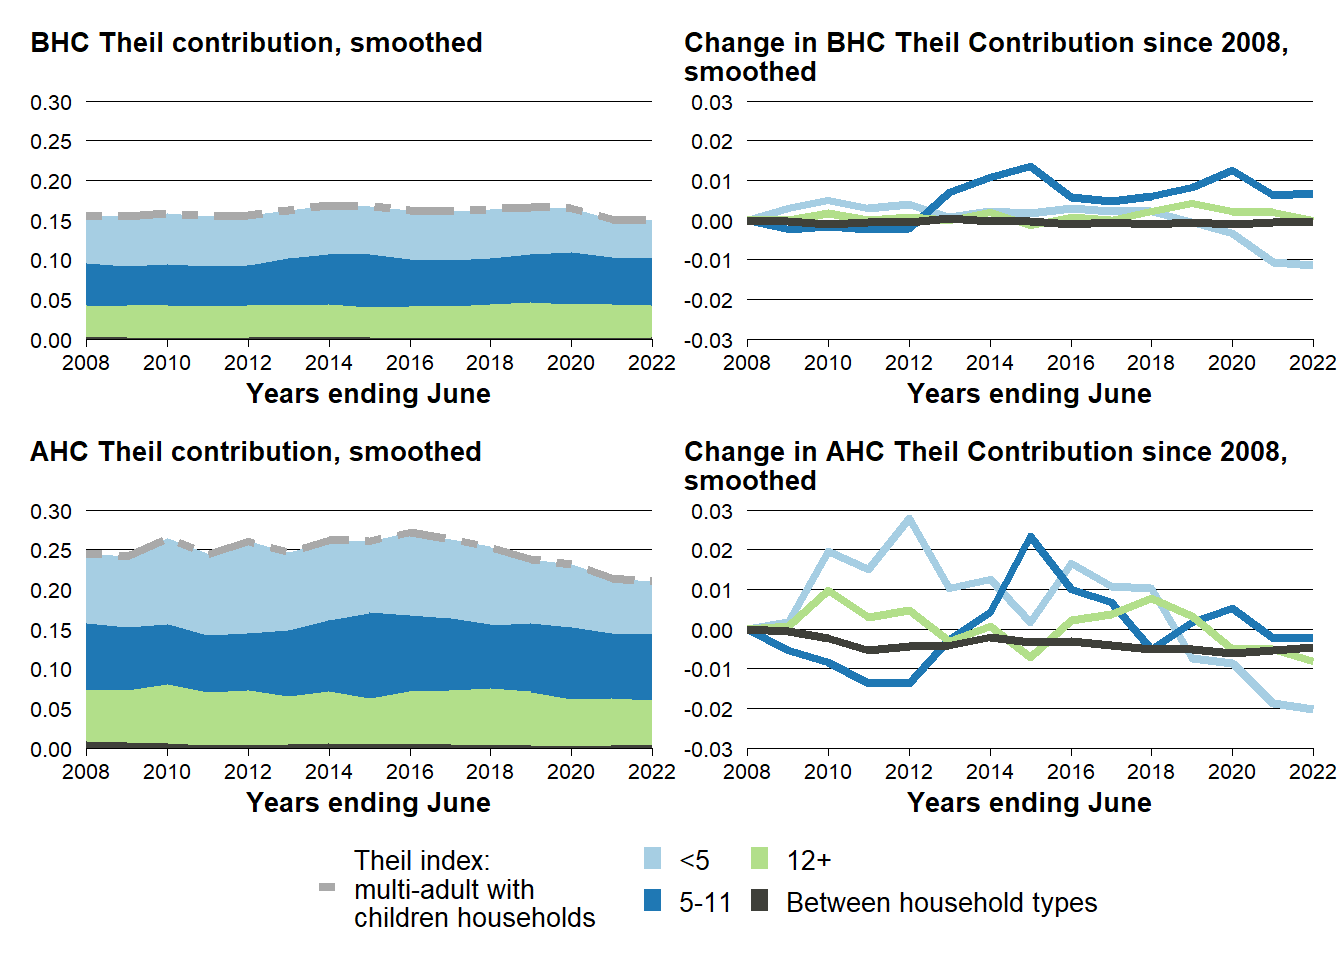 BHC Theil contribution, smoothed
0.30
0.25
0.20
0.15
0.10
0.05
0.00
2008 2010 2012 2014 2016 2018 2020 2022
Years ending June
Change in BHC Theil Contribution since 2008,
smoothed
0.03
0.02
0.01
0.00
-0.01
-0.02
-0.03
2008 2010 2012 2014 2016 2018 2020 2022
Years ending June
AHC Theil contribution, smoothed
0.30
0.25
0.20
0.15
0.10
0.05
0.00
2008 2010 2012 2014 2016 2018 2020 2022
Years ending June
Change in AHC Theil Contribution since 2008,
smoothed
0.03
0.02
0.01
0.00
-0.01
-0.02
-0.03
2008 2010 2012 2014 2016 2018 2020 2022
Years ending June
Theil index:
multi-adult with
children households
<5
5-11
12+
Between household types